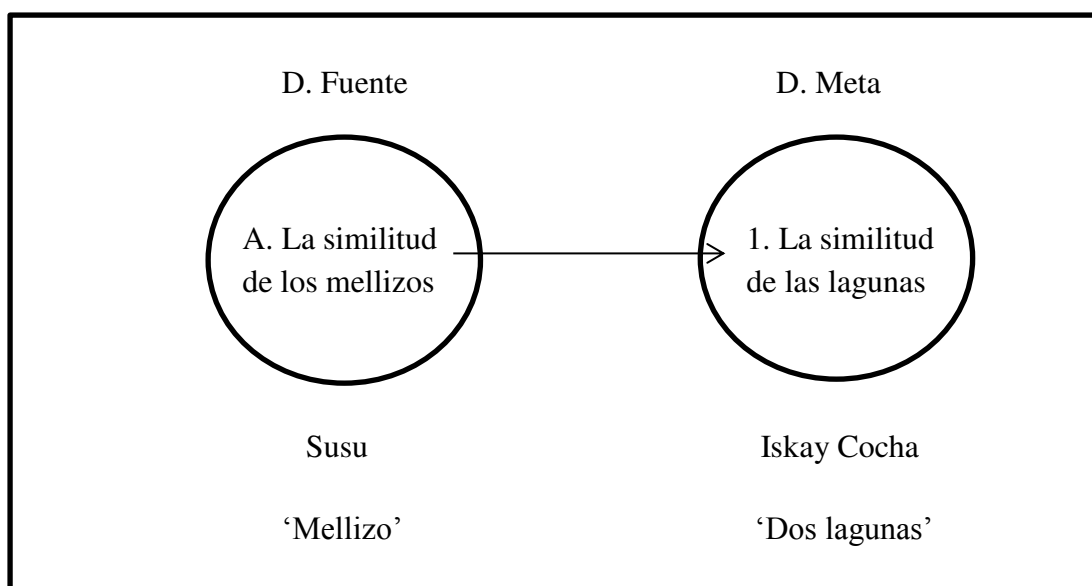 D. Fuente
D. Meta
A. La similitud
de los mellizos
1. La similitud
de las lagunas
Susu
Iskay Cocha
‘Mellizo’
‘Dos lagunas’